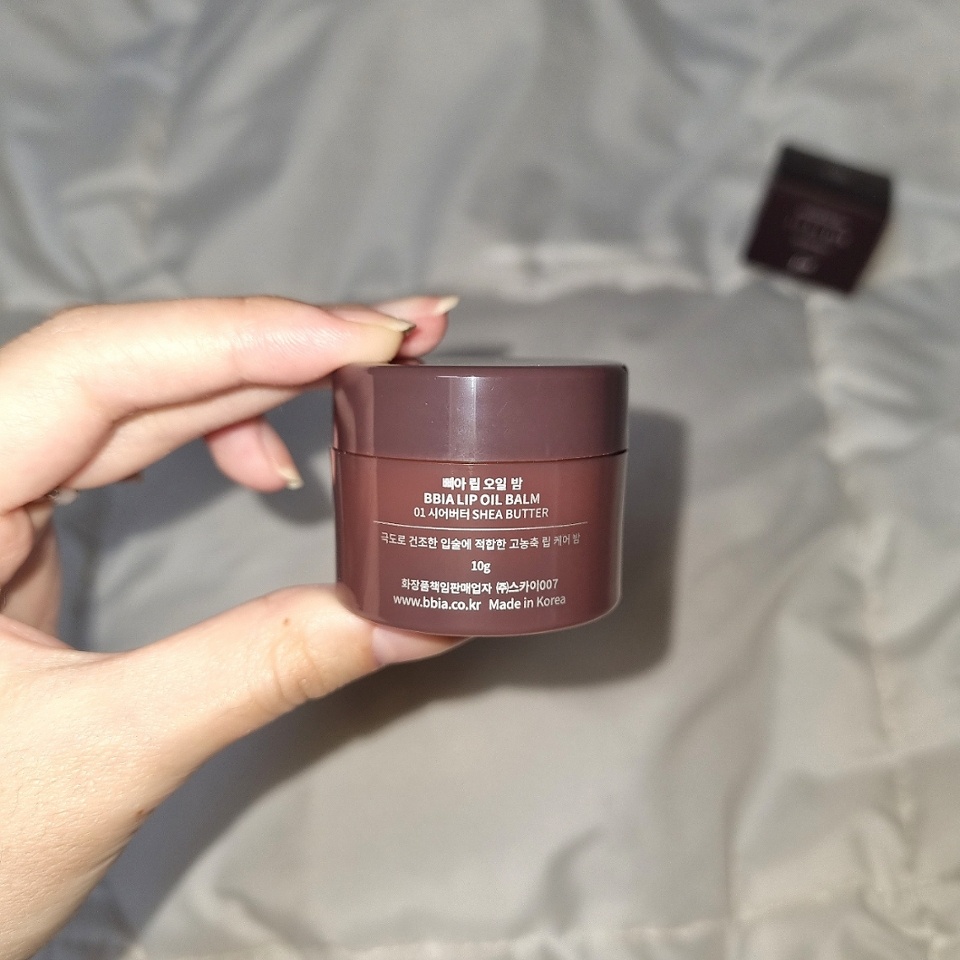 삐아 립 오일 밤
BBIA LIP OIL BALM
01 시어버터 SHEA BUTTER
극도로 건조한 입술에 적합한 고농축 립 케어 밤
10g
화장품책임판매업자 ㈜스카이007
www.bbia.co.kr Made in Korea